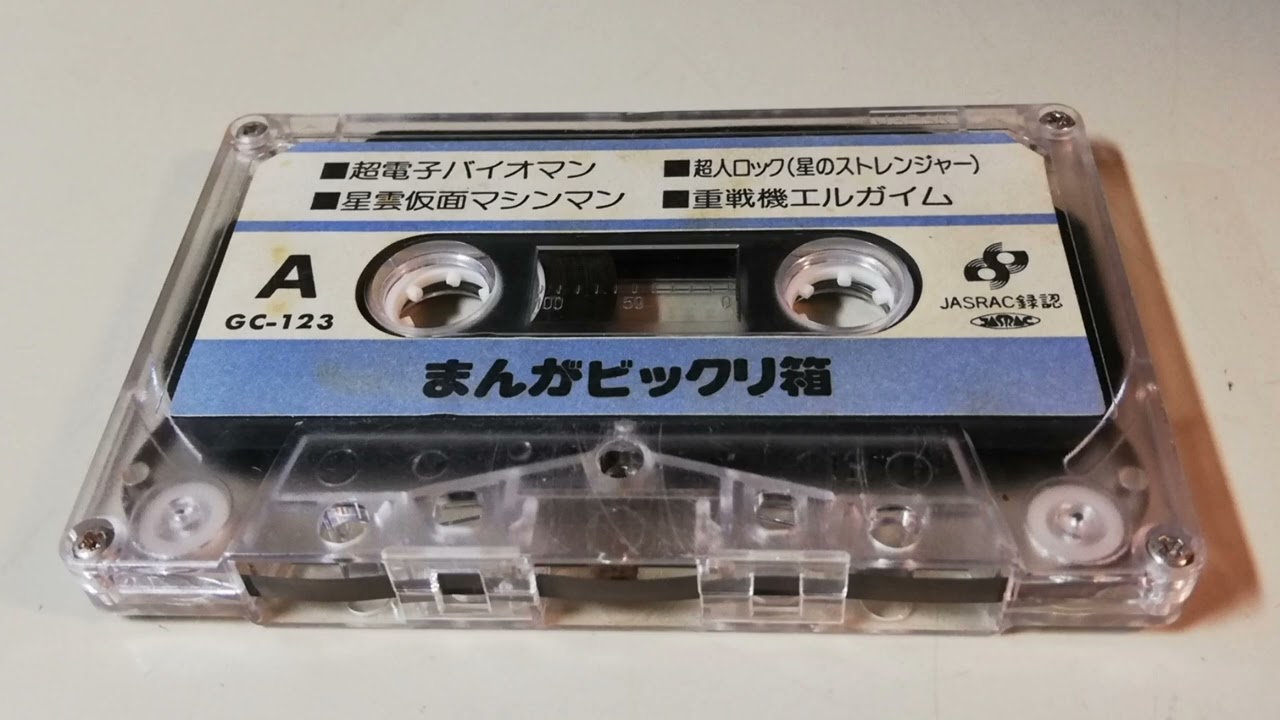 ■超電子バイオマン
■超人ロック(星のストレンジャー)
■星雲仮面マシンマン
■重戦機エルガイム
A
GC-123
100 50 0
JASRAC録認
JASRAC
まんがビックリ箱